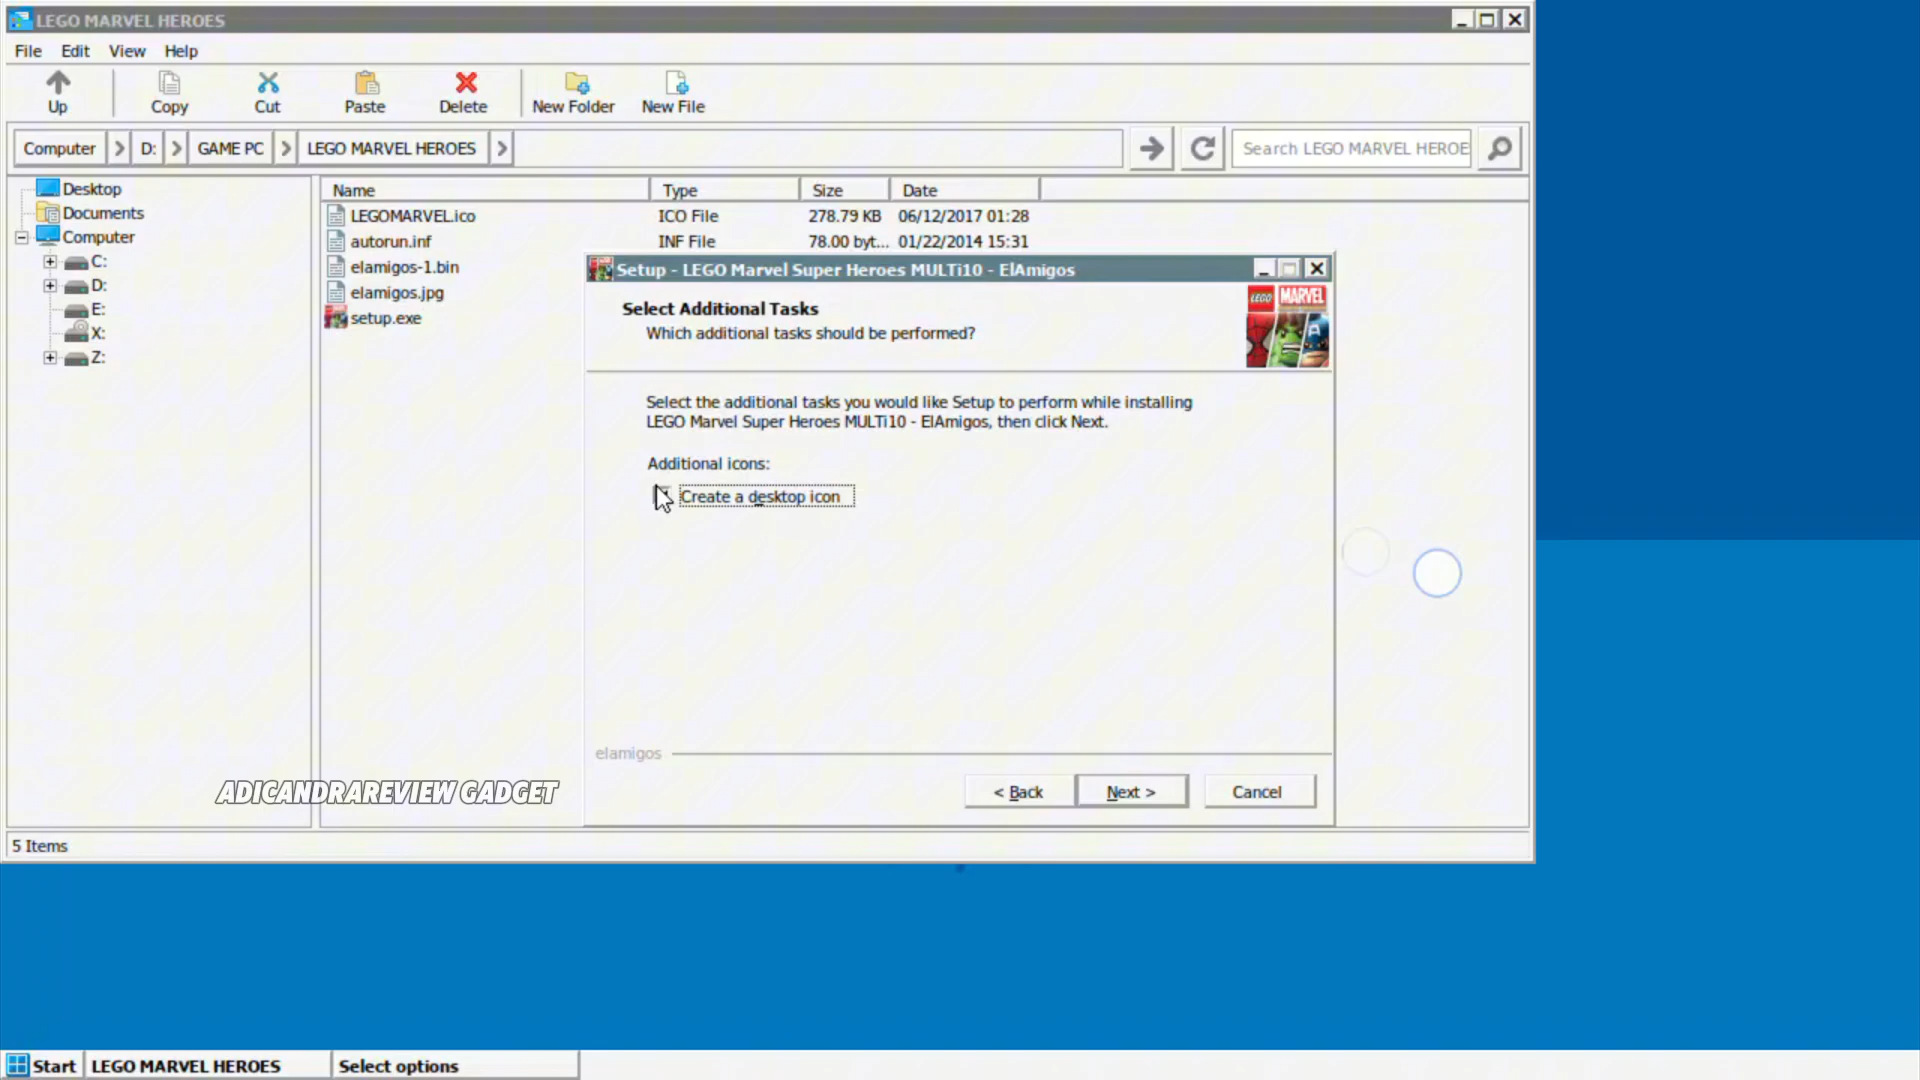 LEGO MARVEL HEROES
File Edit View Help
Up Copy Cut Paste Delete New Folder New File
Computer D: GAME PC LEGO MARVEL HEROES Search LEGO MARVEL HEROE
Desktop
Documents
Computer
C:
D:
E:
X:
Z:
Name Type Size Date
LEGOMARVEL.ico ICO File 278.79 KB 06/12/2017 01:28
autorun.inf INF File 78.00 byt... 01/22/2014 15:31
elamigos-1.bin
elamigos.jpg
setup.exe
Setup - LEGO Marvel Super Heroes MULTi10 - ElAmigos
Select Additional Tasks
Which additional tasks should be performed?
LEGO MARVEL
Select the additional tasks you would like Setup to perform while installing
LEGO Marvel Super Heroes MULTi10 - ElAmigos, then click Next.
Additional icons:
Create a desktop icon
elamigos
< Back Next > Cancel
ADICANDRAREVIEW GADGET
5 Items
Start LEGO MARVEL HEROES Select options